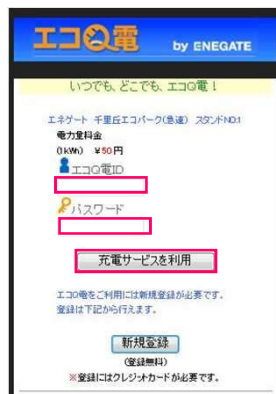 エコQ電 by ENEGATE
いつでも、どこでも、エコQ電！
エネゲート 千里丘エコパーク(急速) スタンドNO.1
電力量料金
(1kWh) ¥50円
エコQ電ID
パスワード
充電サービスを利用
エコQ電をご利用には新規登録が必要です。
登録は下記から行えます。
新規登録
(登録無料)
※登録にはクレジットカードが必要です。